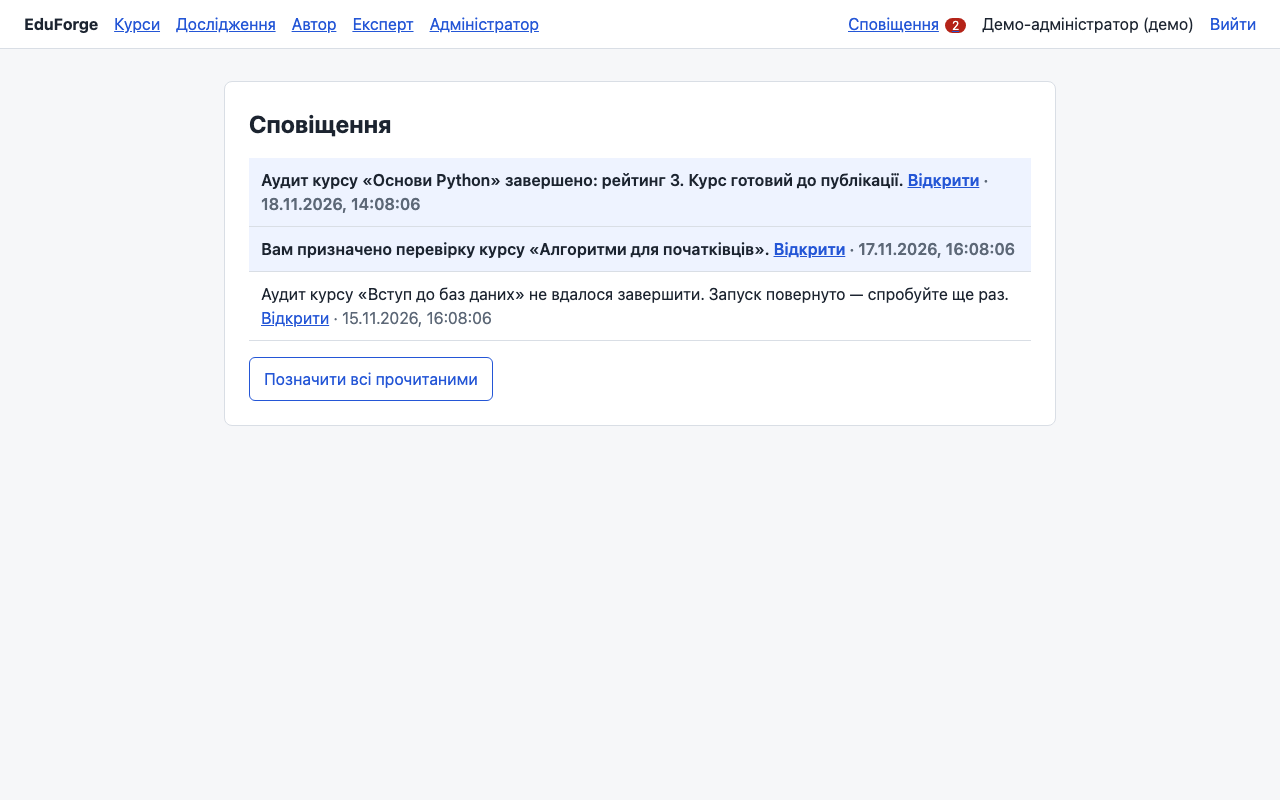 EduForge Курси Дослідження Автор Експерт Адміністратор Сповіщення 2 Демо-адміністратор (демо) Вийти
Сповіщення
Аудит курсу «Основи Python» завершено: рейтинг 3. Курс готовий до публікації. Відкрити ·
18.11.2026, 14:08:06
Вам призначено перевірку курсу «Алгоритми для початківців». Відкрити · 17.11.2026, 16:08:06
Аудит курсу «Вступ до баз даних» не вдалося завершити. Запуск повернуто — спробуйте ще раз.
Відкрити · 15.11.2026, 16:08:06
Позначити всі прочитаними